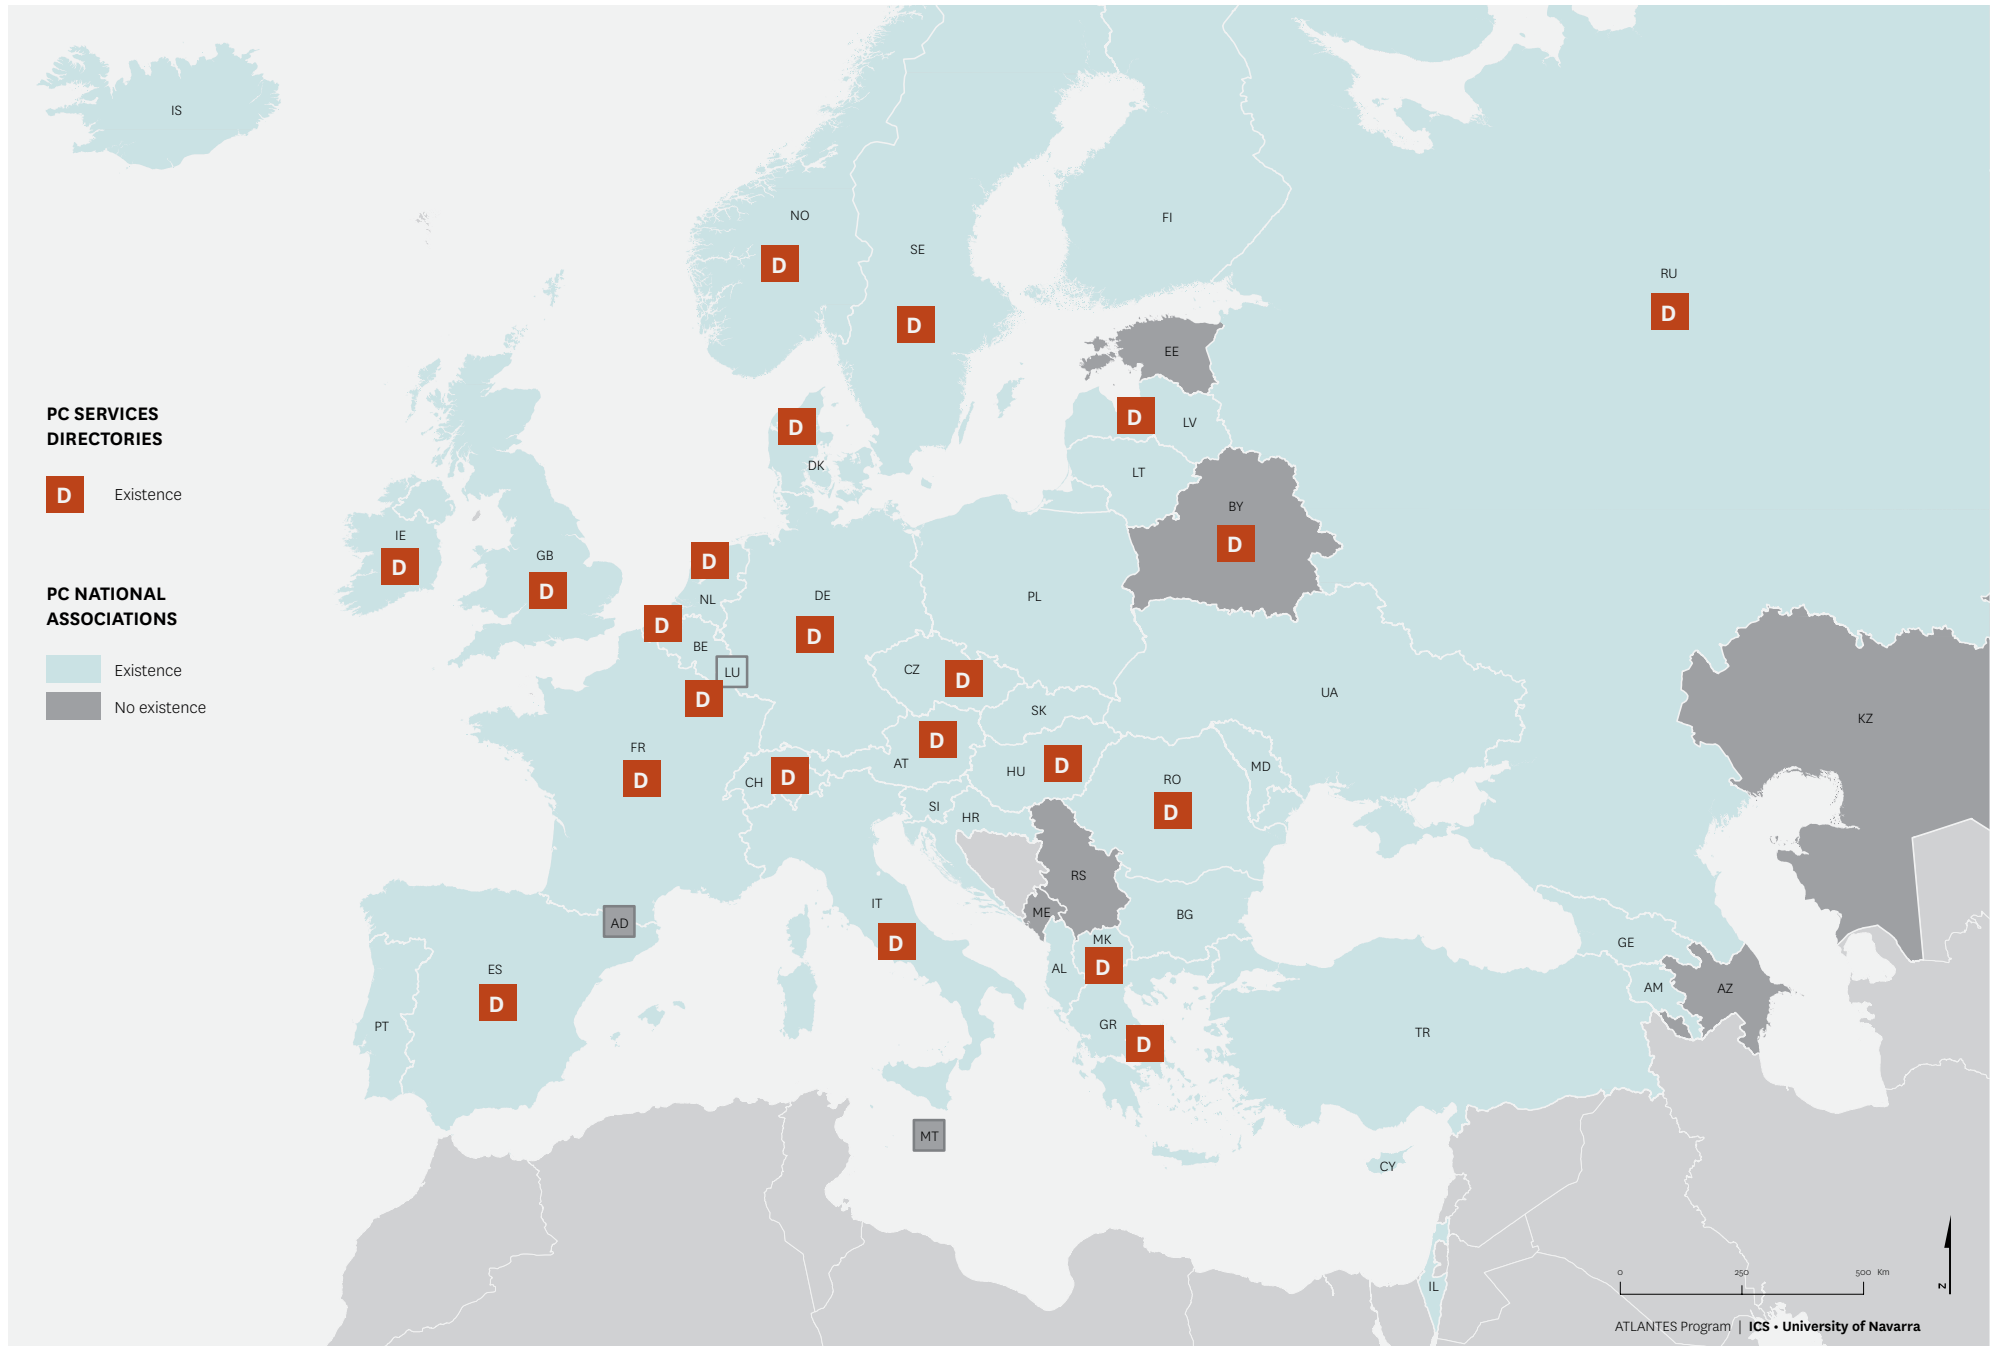 IS
NO
D
SE
D
FI
RU
D
EE
D
LV
D
DK
LT
BY
D
PC SERVICES
DIRECTORIES
D Existence
PC NATIONAL
ASSOCIATIONS
Existence
No existence
IE
D
GB
D
D
NL
D
BE
LU
D
DE
D
PL
CZ
D
SK
UA
KZ
FR
D
CH
D
AT
D
HU
D
RO
D
MD
SI
HR
RS
ME
BG
IT
D
MK
D
AL
GR
D
AD
ES
D
PT
MT
TR
GE
AM
AZ
CY
IL
0 250 500 Km
N
ATLANTES Program | ICS • University of Navarra